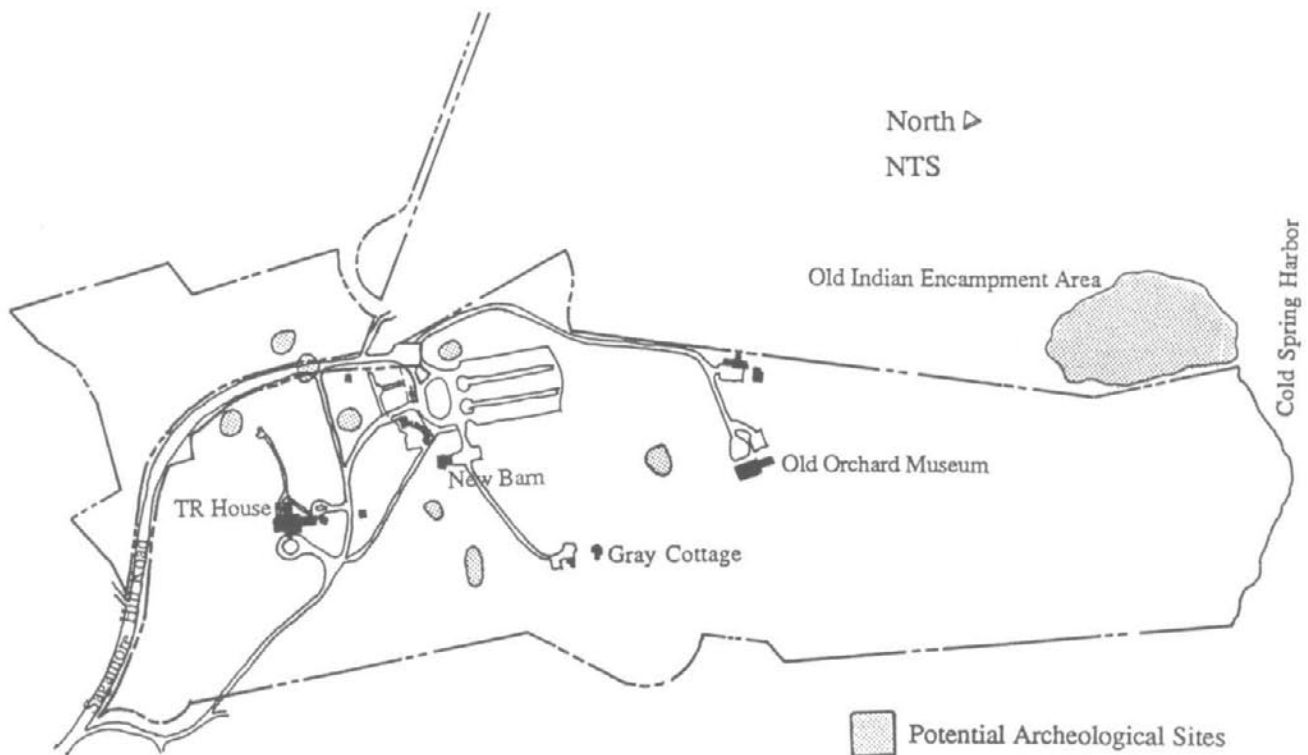 North
NTS
Old Indian Encampment Area
Cold Spring Harbor
Old Orchard Museum
New Barn
TR House
Gray Cottage
Sagamore Hill Road
Potential Archeological Sites